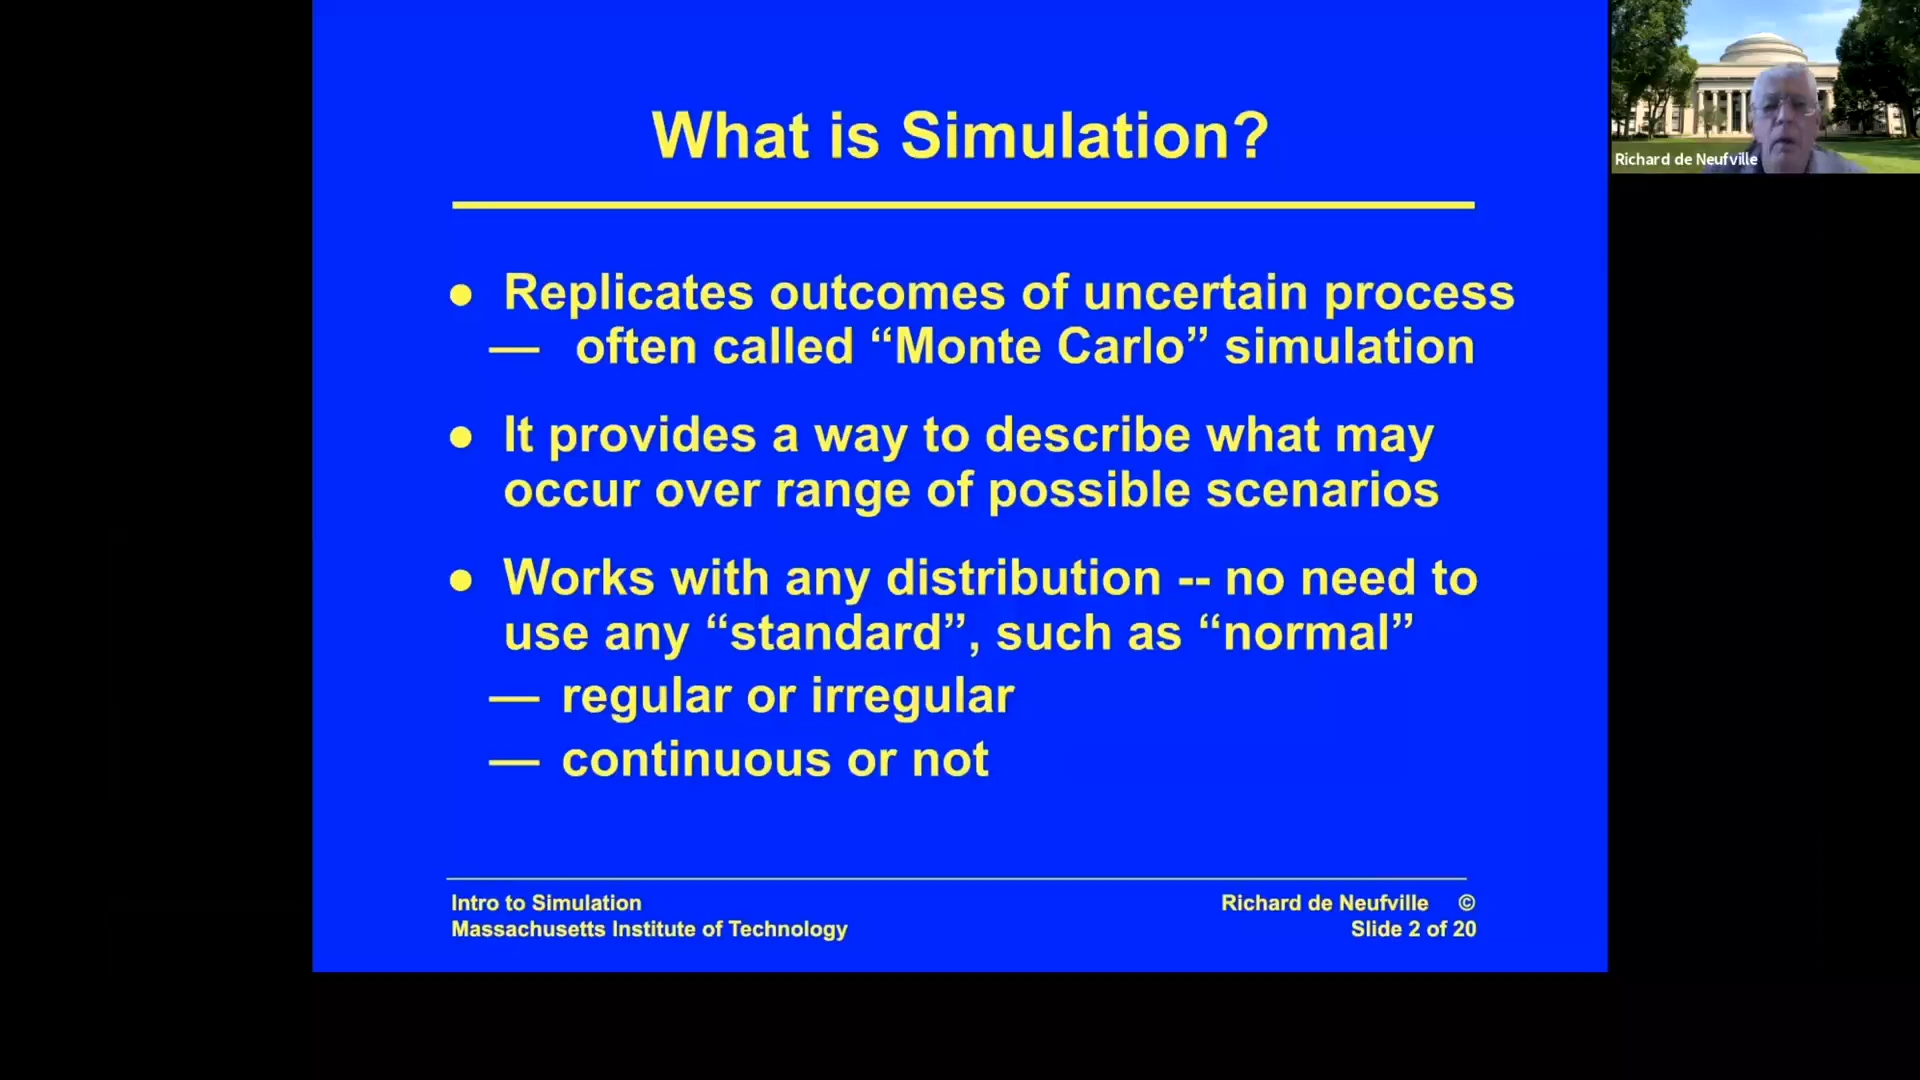 What is Simulation?
● Replicates outcomes of uncertain process
— often called “Monte Carlo” simulation
● It provides a way to describe what may
occur over range of possible scenarios
● Works with any distribution -- no need to
use any “standard”, such as “normal”
— regular or irregular
— continuous or not
Intro to Simulation
Massachusetts Institute of Technology
Richard de Neufville ©
Slide 2 of 20
Richard de Neufville